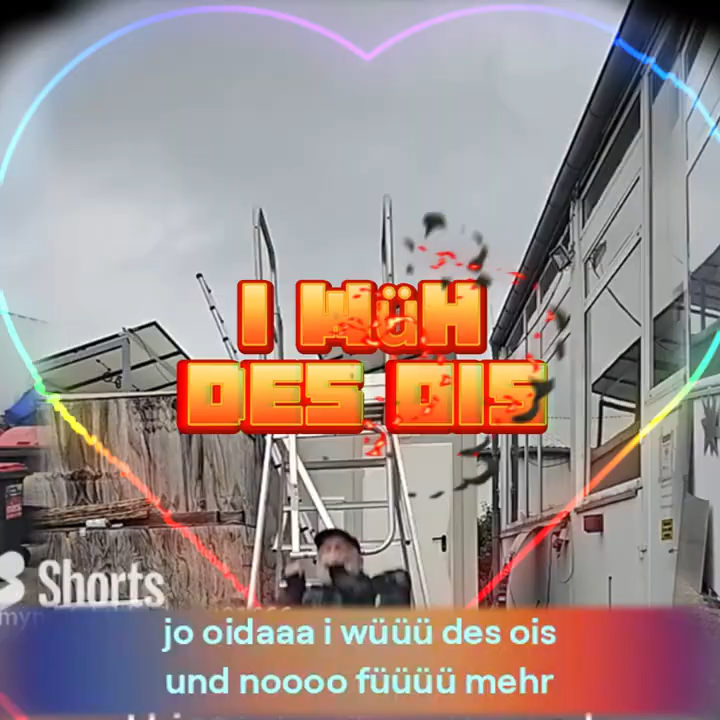 I WüH
DES OIS
Shorts
jo oidaaa i wüüü des ois
und noooo füüüü mehr